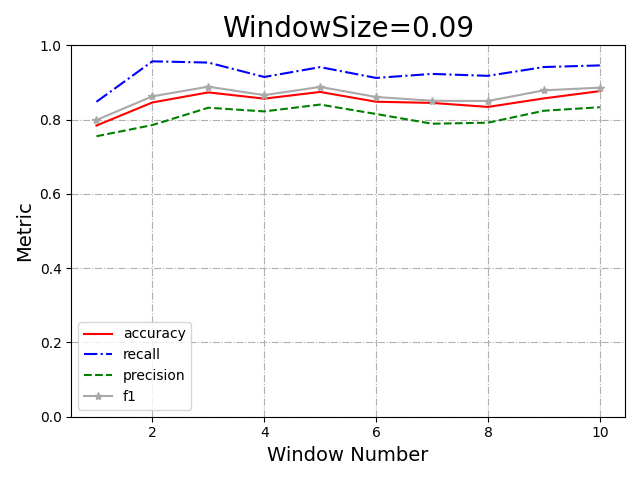 WindowSize=0.09
1.0
0.8
0.6
0.4
0.2
0.0
Metric
accuracy
recall
precision
f1
2
4
6
8
10
Window Number